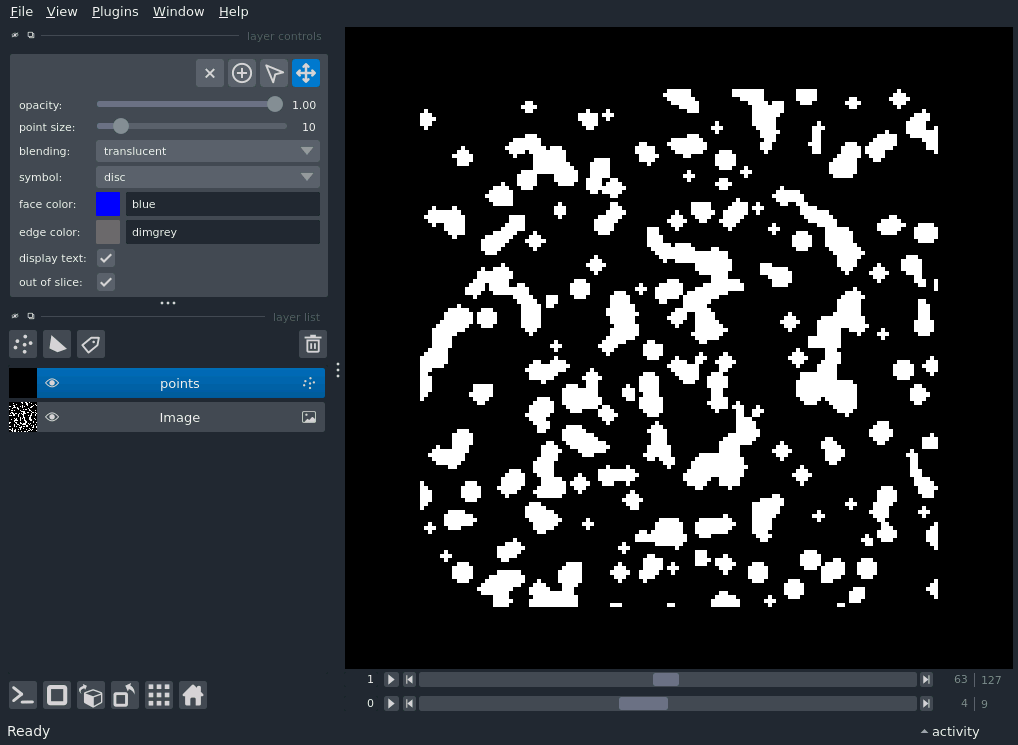 File View Plugins Window Help
layer controls
opacity: 1.00
point size: 10
blending: translucent
symbol: disc
face color: blue
edge color: dimgrey
display text:
out of slice:
layer list
points
Image
1 63 127
0 4 9
Ready activity